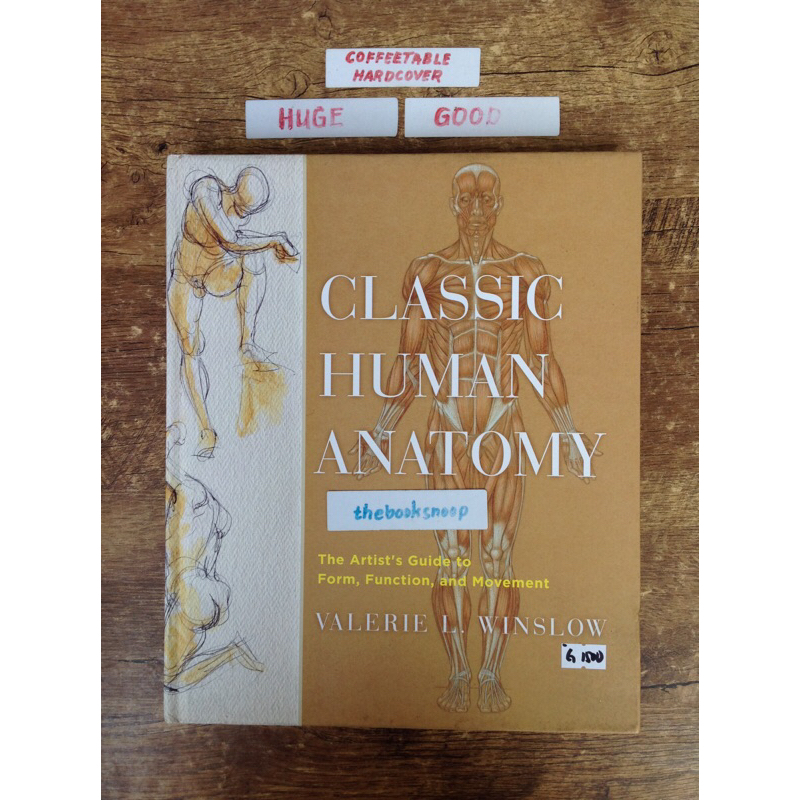 COFFEETABLE
HARDCOVER
HUGE GOOD
CLASSIC
HUMAN
ANATOMY
thebooksnoop
The Artist's Guide to
Form, Function, and Movement
VALERIE L. WINSLOW
G 1500